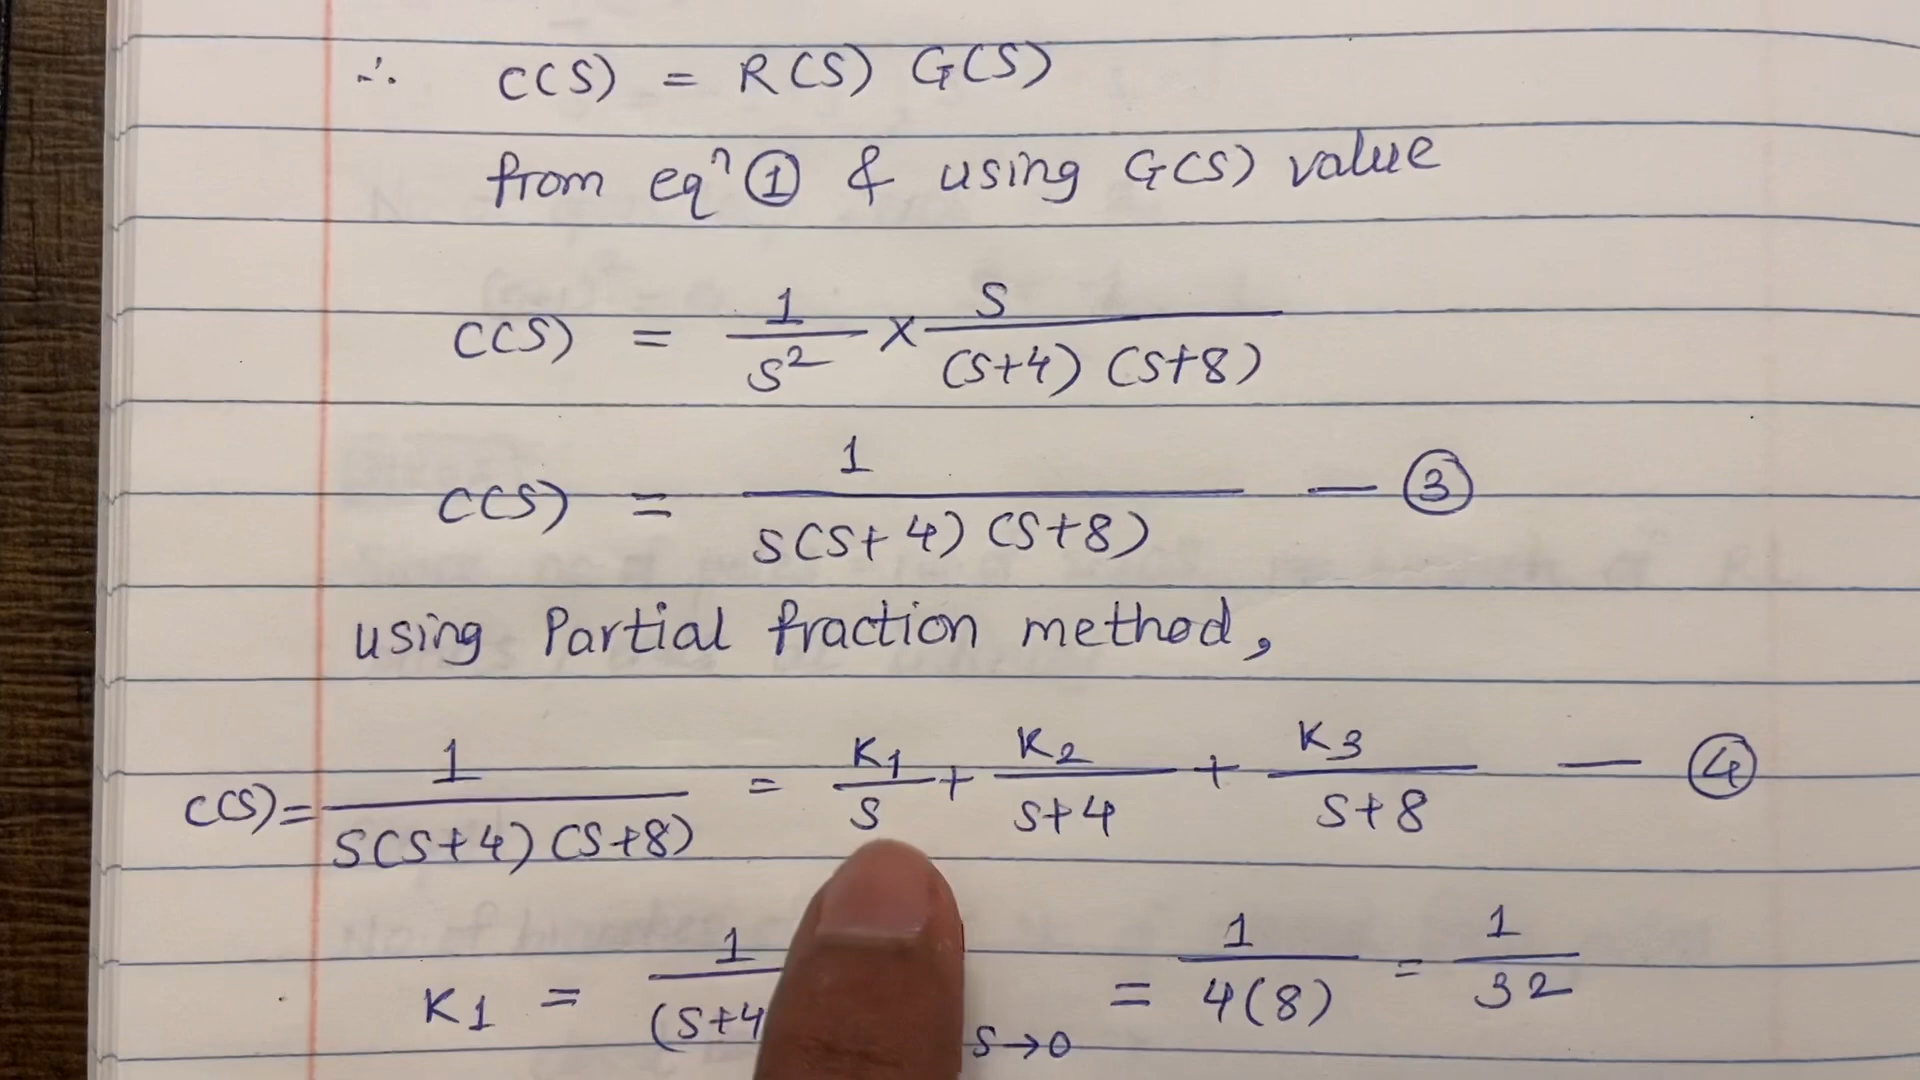 ∴ C(S) = R(S) G(S)
from eqⁿ ① & using G(S) value
C(S) = 1/S² × S/(S+4) (S+8)
C(S) = 1/S(S+4) (S+8) — ③
using Partial fraction method,
C(S) = 1/S(S+4) (S+8) = K1/S + K2/S+4 + K3/S+8 — ④
K1 = 1/(S+4 S→0 = 1/4(8) = 1/32